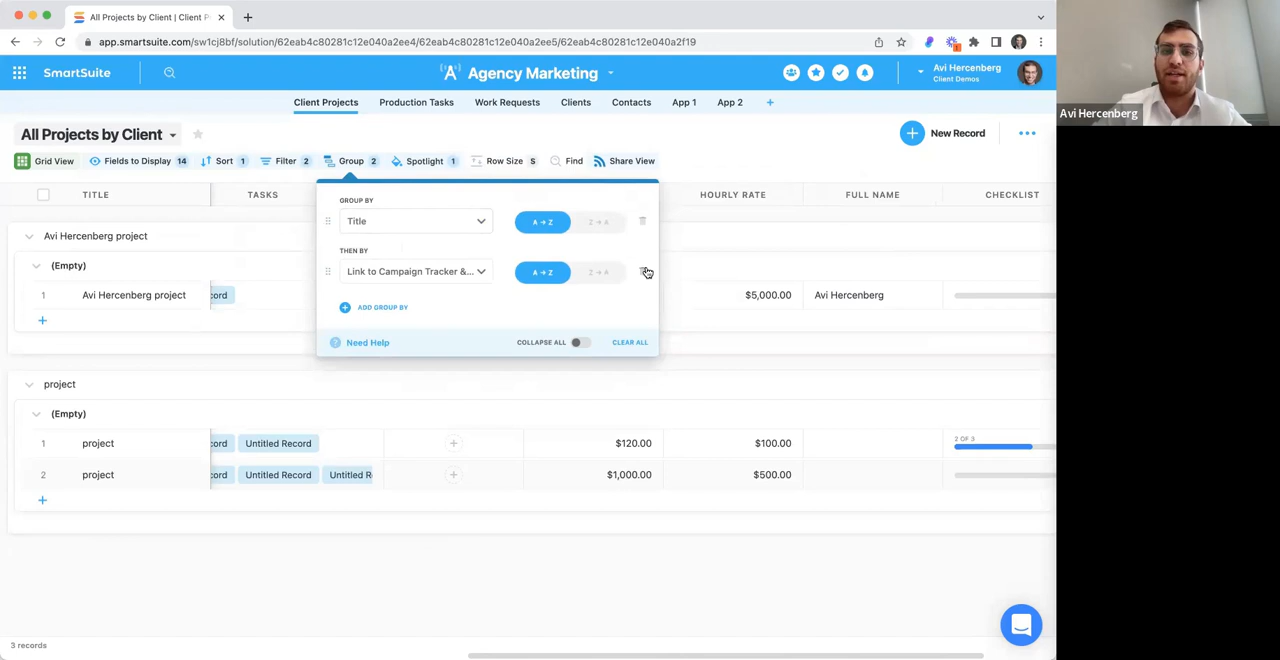 All Projects by Client | Client P
app.smartsuite.com/sw1cj8bf/solution/62eab4c80281c12e040a2ee4/62eab4c80281c12e040a2ee5/62eab4c80281c12e040a2f19
SmartSuite
Agency Marketing
Avi Hercenberg
Client Demos
Client Projects Production Tasks Work Requests Clients Contacts App 1 App 2
All Projects by Client
New Record
Grid View Fields to Display 14 Sort 1 Filter 2 Group 2 Spotlight 1 Row Size S Find Share View
TITLE TASKS HOURLY RATE FULL NAME CHECKLIST
GROUP BY
Title A → Z Z → A
THEN BY
Link to Campaign Tracker &... A → Z Z → A
ADD GROUP BY
Need Help COLLAPSE ALL CLEAR ALL
Avi Hercenberg project
(Empty)
1 Avi Hercenberg project ord $5,000.00 Avi Hercenberg
project
(Empty)
1 project ord Untitled Record $120.00 $100.00 2 OF 3
2 project ord Untitled Record Untitled R $1,000.00 $500.00
3 records
Avi Hercenberg